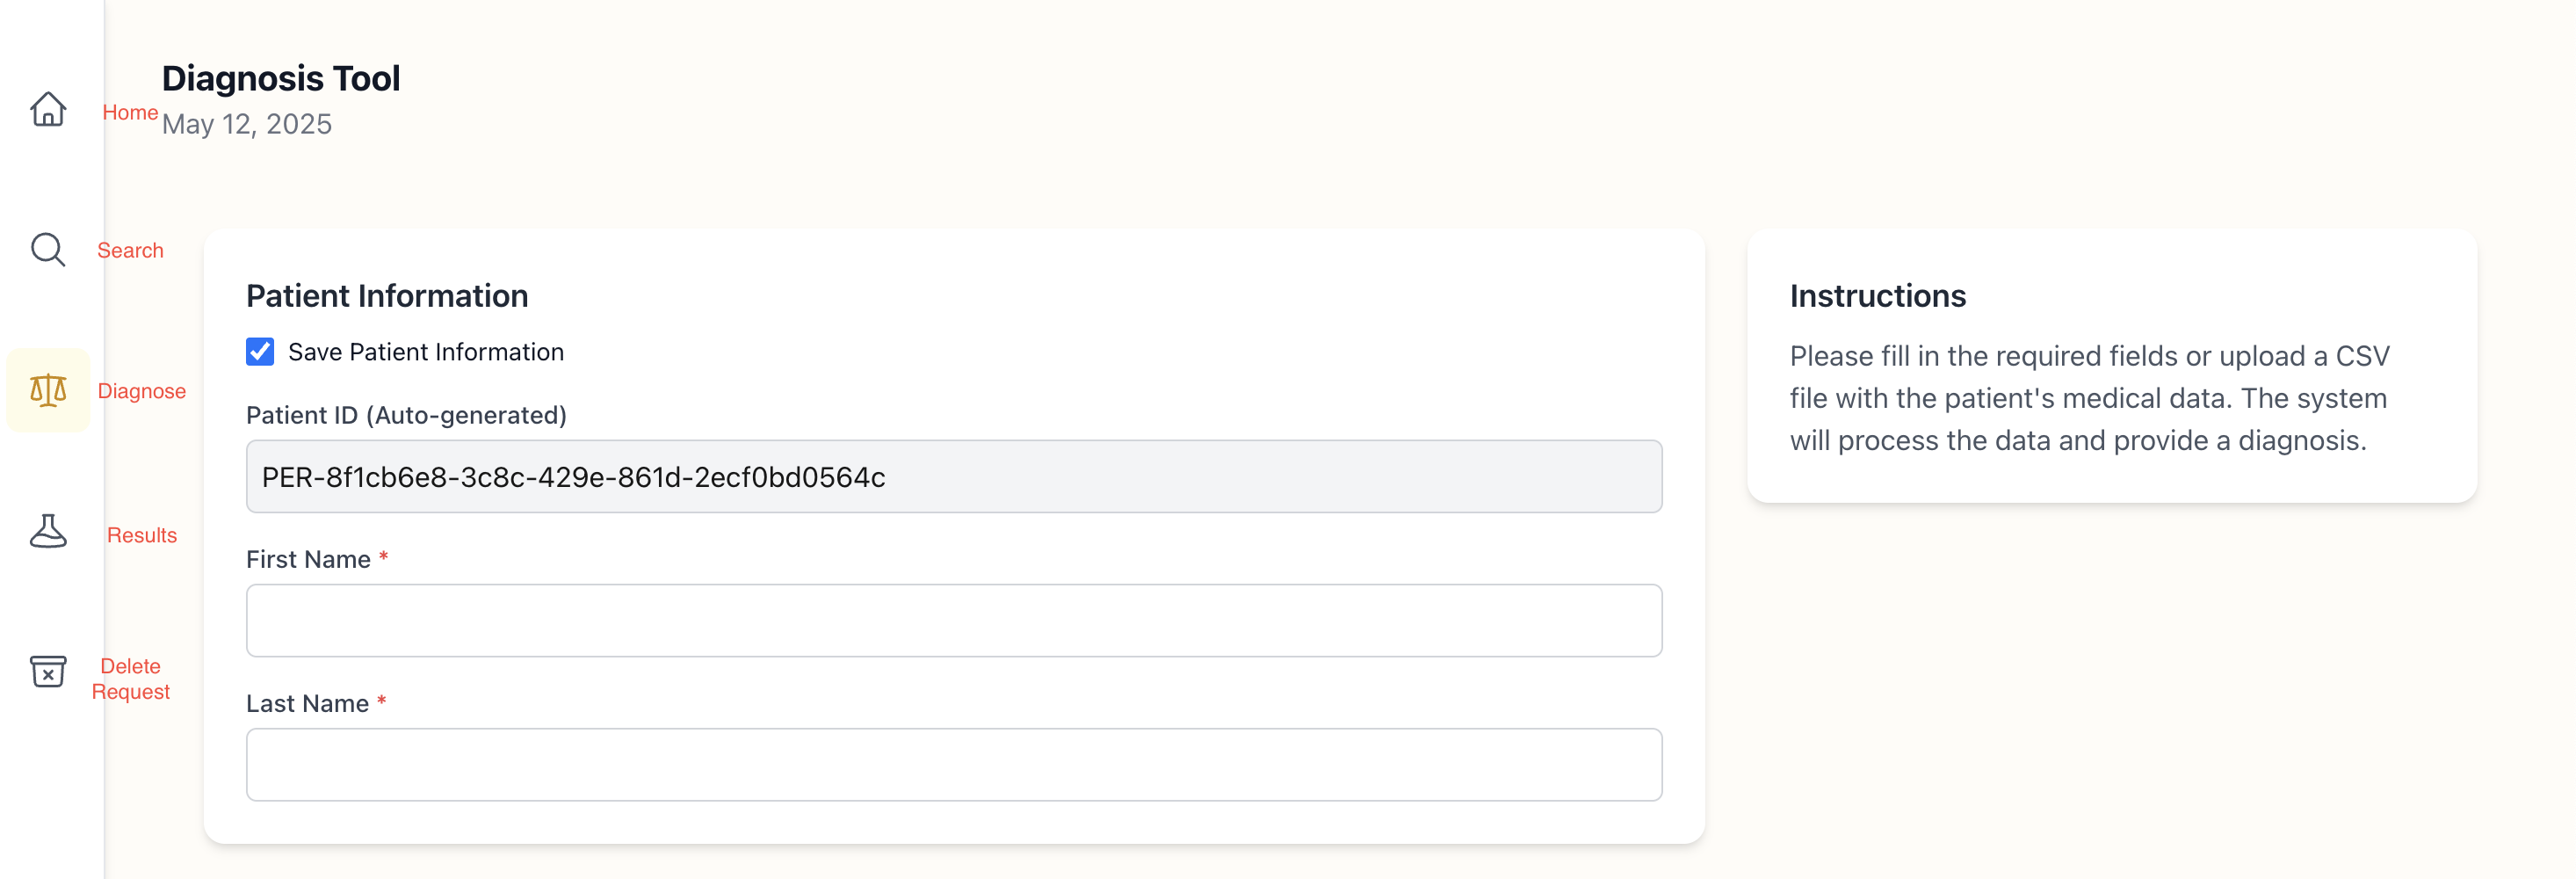 Diagnosis Tool
May 12, 2025
Home
Search
Diagnose
Results
Delete
Request
Patient Information
Save Patient Information
Patient ID (Auto-generated)
PER-8f1cb6e8-3c8c-429e-861d-2ecf0bd0564c
First Name *
Last Name *
Instructions
Please fill in the required fields or upload a CSV
file with the patient's medical data. The system
will process the data and provide a diagnosis.